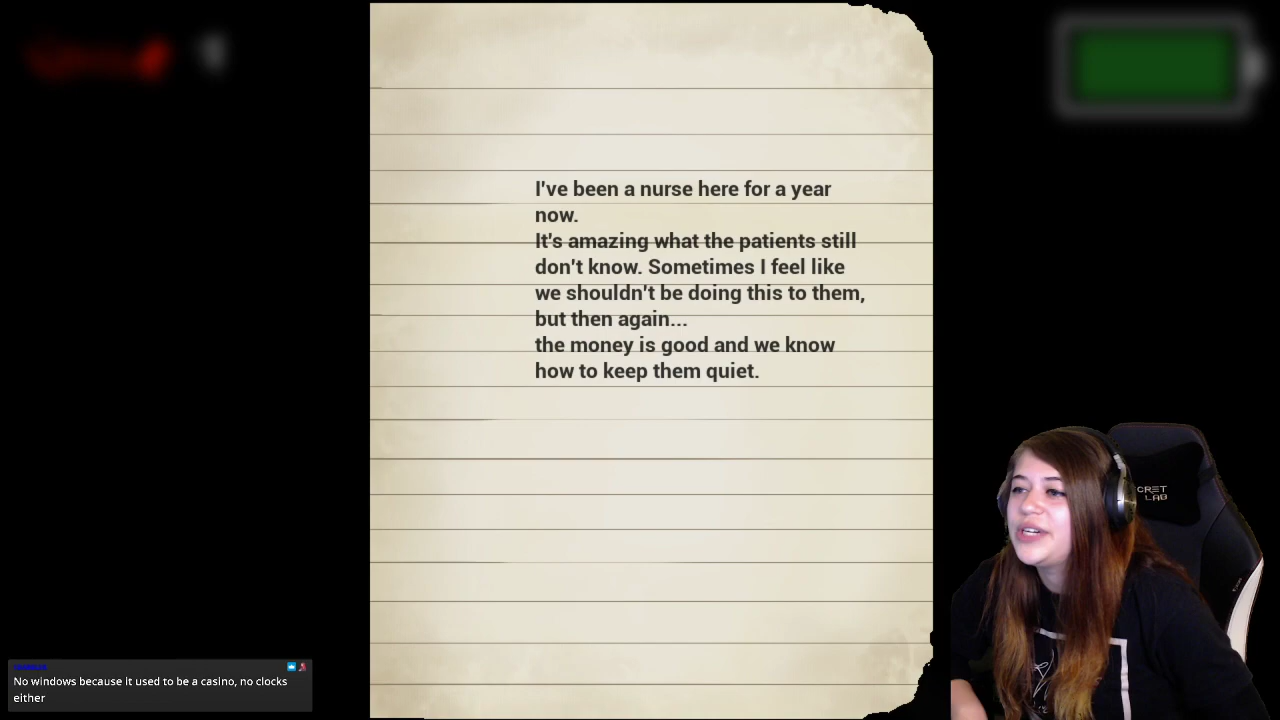 I've been a nurse here for a year
now.
It's amazing what the patients still
don't know. Sometimes I feel like
we shouldn't be doing this to them,
but then again...
the money is good and we know
how to keep them quiet.
CRET
LAB
No windows because it used to be a casino, no clocks
either